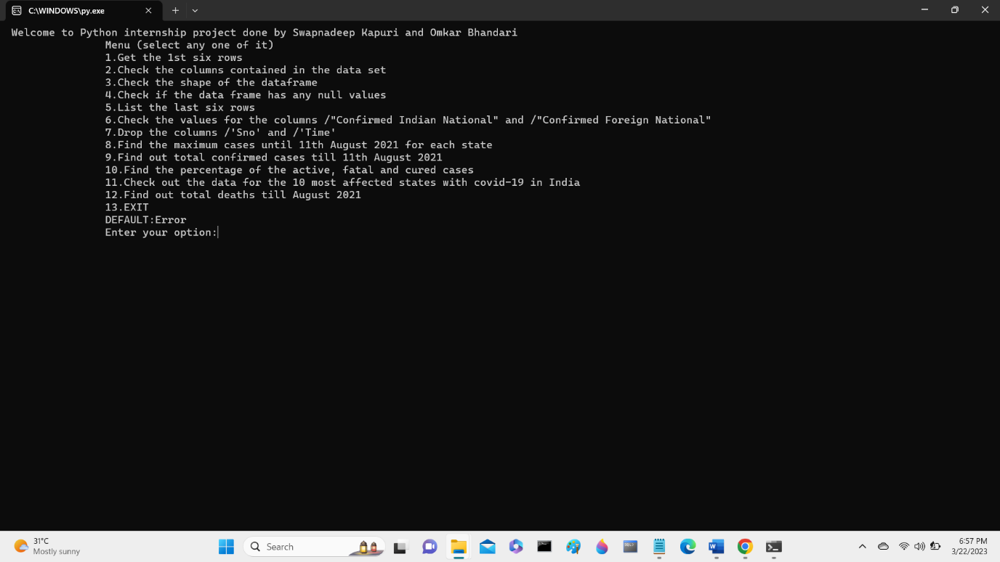 C:\WINDOWS\py.exe
Welcome to Python internship project done by Swapnadeep Kapuri and Omkar Bhandari
Menu (select any one of it)
1.Get the 1st six rows
2.Check the columns contained in the data set
3.Check the shape of the dataframe
4.Check if the data frame has any null values
5.List the last six rows
6.Check the values for the columns /"Confirmed Indian National" and /"Confirmed Foreign National"
7.Drop the columns /'Sno' and /'Time'
8.Find the maximum cases until 11th August 2021 for each state
9.Find out total confirmed cases till 11th August 2021
10.Find the percentage of the active, fatal and cured cases
11.Check out the data for the 10 most affected states with covid-19 in India
12.Find out total deaths till August 2021
13.EXIT
DEFAULT:Error
Enter your option:
31°C
Mostly sunny
Search
6:57 PM
3/22/2023